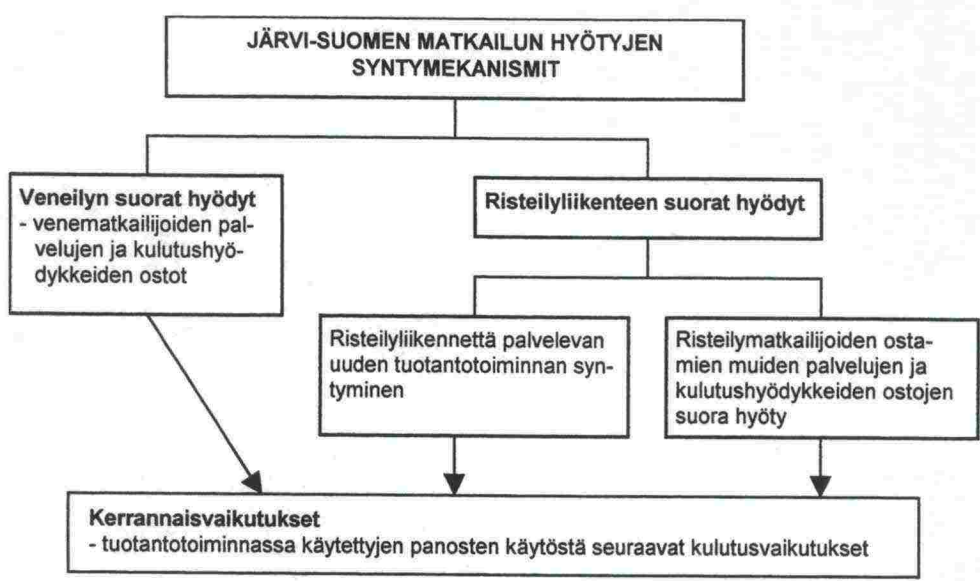 JÄRVI-SUOMEN MATKAILUN HYÖTYJEN
SYNTYMEKANISMIT
Veneilyn suorat hyödyt
- venematkailijoiden pal-
velujen ja kulutushyö-
dykkeiden ostot
Risteilyliikenteen suorat hyödyt
Risteilyliikennettä palvelevan
uuden tuotantotoiminnan syn-
tyminen
Risteilymatkailijoiden osta-
mien muiden palvelujen ja
kulutushyödykkeiden ostojen
suora hyöty
Kerrannaisvaikutukset
- tuotantotoiminnassa käytettyjen panosten käytöstä seuraavat kulutusvaikutukset